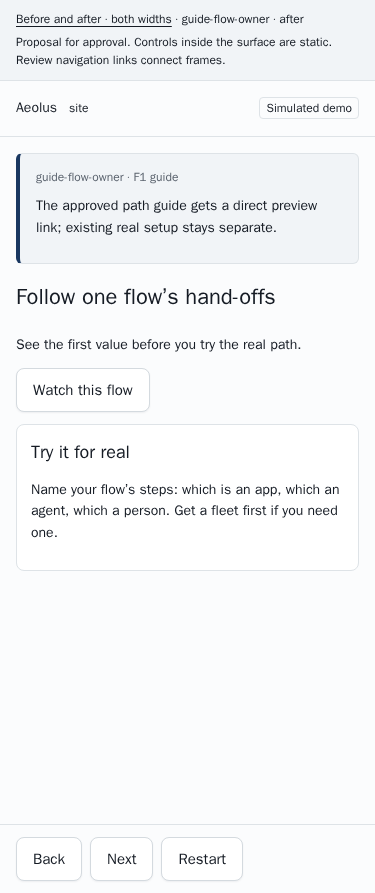 Before and after · both widths · guide-flow-owner · after
Proposal for approval. Controls inside the surface are static.
Review navigation links connect frames.
Aeolus site Simulated demo
guide-flow-owner · F1 guide
The approved path guide gets a direct preview
link; existing real setup stays separate.
Follow one flow’s hand-offs
See the first value before you try the real path.
Watch this flow
Try it for real
Name your flow’s steps: which is an app, which an
agent, which a person. Get a fleet first if you need
one.
Back Next Restart